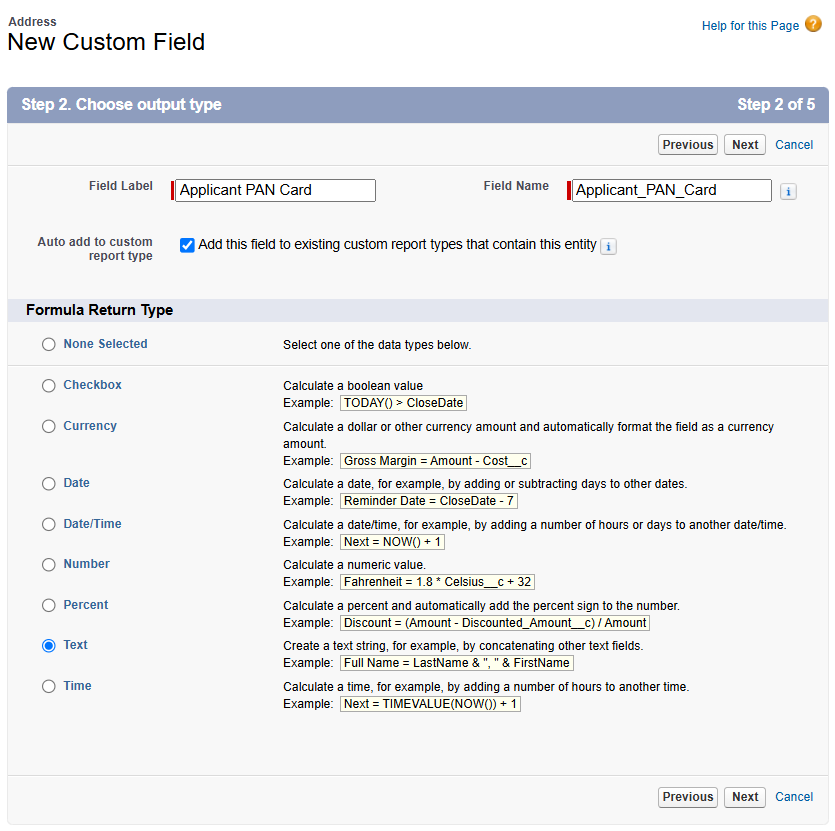 Address
New Custom Field
Help for this Page ?
Step 2. Choose output type
Step 2 of 5
Previous Next Cancel
Field Label Applicant PAN Card
Field Name Applicant_PAN_Card i
Auto add to custom
report type
Add this field to existing custom report types that contain this entity i
Formula Return Type
None Selected
Select one of the data types below.
Checkbox
Calculate a boolean value
Example: TODAY() > CloseDate
Currency
Calculate a dollar or other currency amount and automatically format the field as a currency
amount.
Example: Gross Margin = Amount - Cost__c
Date
Calculate a date, for example, by adding or subtracting days to other dates.
Example: Reminder Date = CloseDate - 7
Date/Time
Calculate a date/time, for example, by adding a number of hours or days to another date/time.
Example: Next = NOW() + 1
Number
Calculate a numeric value.
Example: Fahrenheit = 1.8 * Celsius__c + 32
Percent
Calculate a percent and automatically add the percent sign to the number.
Example: Discount = (Amount - Discounted_Amount__c) / Amount
Text
Create a text string, for example, by concatenating other text fields.
Example: Full Name = LastName & ", " & FirstName
Time
Calculate a time, for example, by adding a number of hours to another time.
Example: Next = TIMEVALUE(NOW()) + 1
Previous Next Cancel